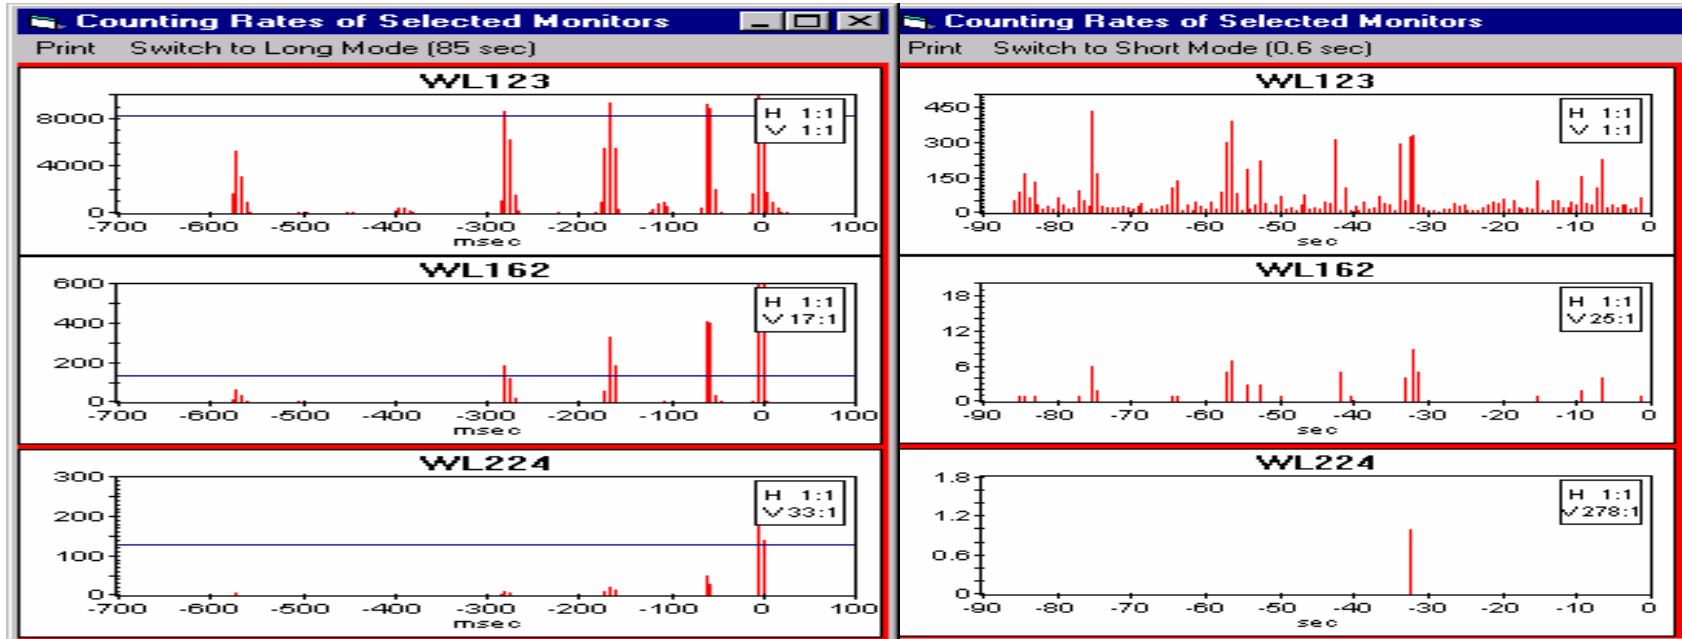 Counting Rates of Selected Monitors
Print Switch to Long Mode (85 sec)
WL123
8000
4000
0
H 1:1
V 1:1
-700 -600 -500 -400 -300 -200 -100 0 100
msec
WL162
600
400
200
0
H 1:1
V 17:1
-700 -600 -500 -400 -300 -200 -100 0 100
msec
WL224
300
200
100
0
H 1:1
V 33:1
-700 -600 -500 -400 -300 -200 -100 0 100
msec
Counting Rates of Selected Monitors
Print Switch to Short Mode (0.6 sec)
WL123
450
300
150
0
H 1:1
V 1:1
-90 -80 -70 -60 -50 -40 -30 -20 -10 0
sec
WL162
18
12
6
0
H 1:1
V 25:1
-90 -80 -70 -60 -50 -40 -30 -20 -10 0
sec
WL224
1.8
1.2
0.6
0
H 1:1
V 278:1
-90 -80 -70 -60 -50 -40 -30 -20 -10 0
sec